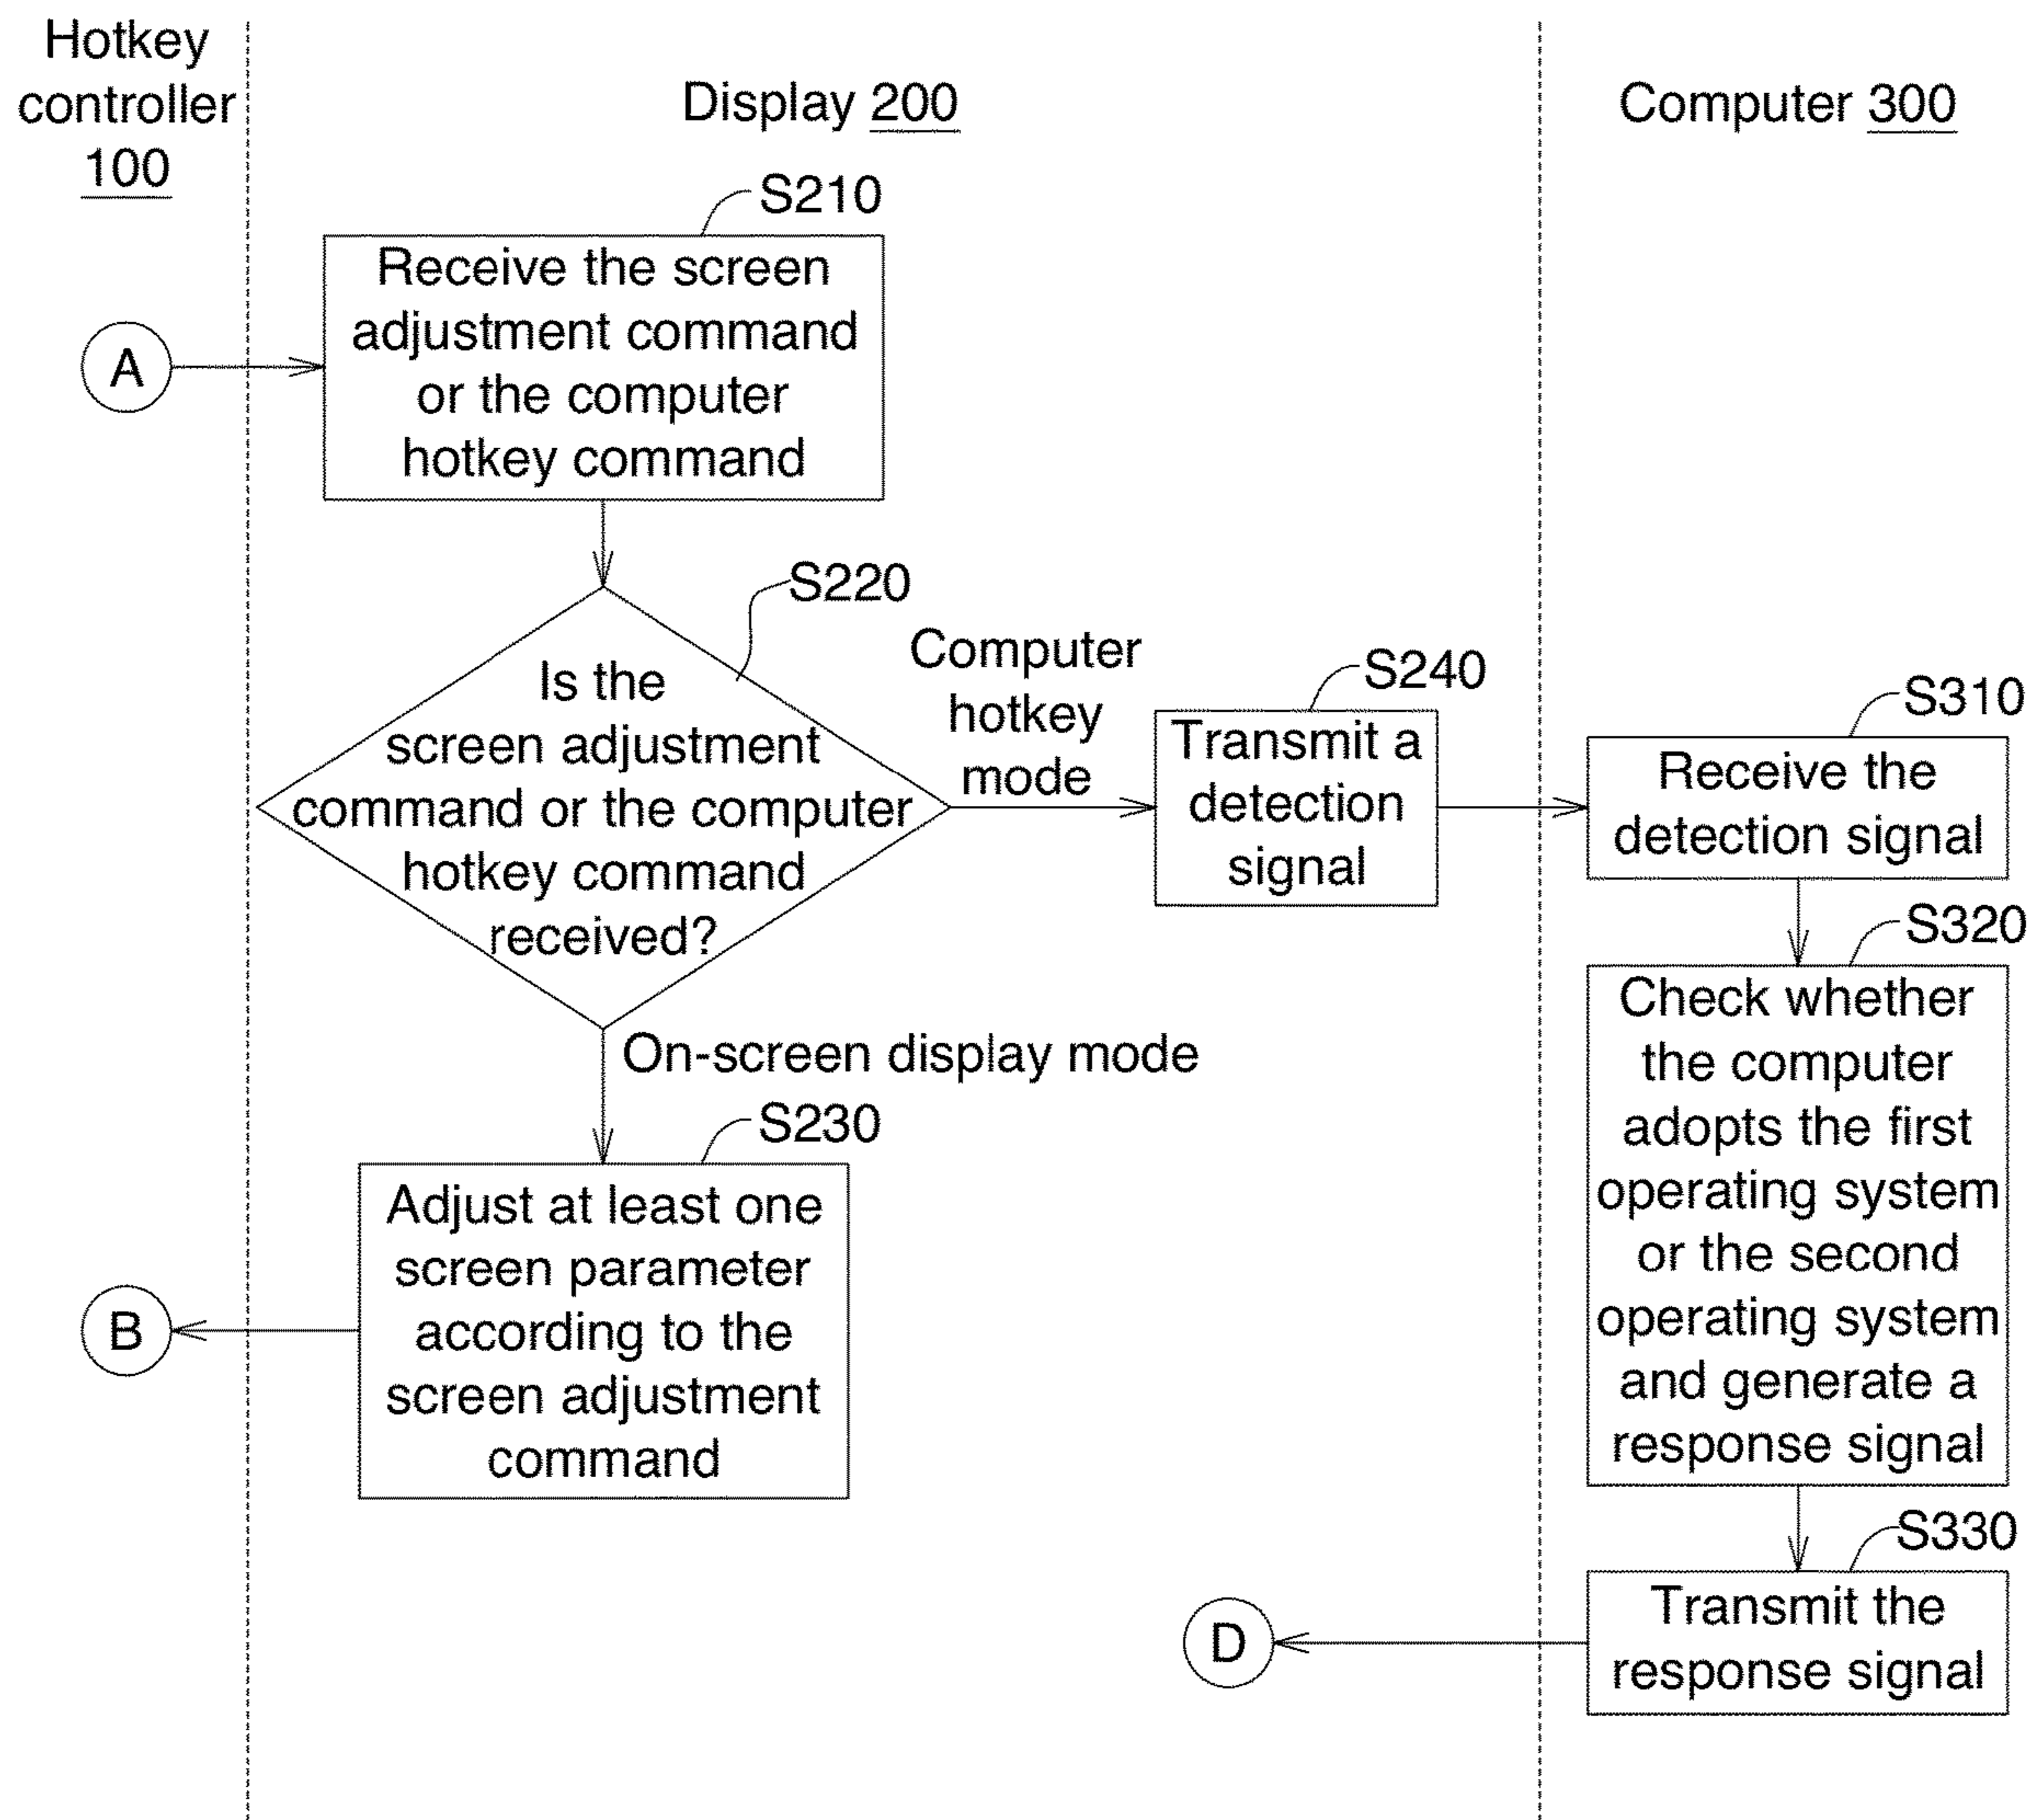 Hotkey
controller
100
Display 200
Computer 300
S210
Receive the screen
adjustment command
or the computer
hotkey command
A
S220
Is the
screen adjustment
command or the computer
hotkey command
received?
Computer
hotkey
mode
S240
Transmit a
detection
signal
S310
Receive the
detection signal
S320
Check whether
the computer
adopts the first
operating system
or the second
operating system
and generate a
response signal
On-screen display mode
S230
Adjust at least one
screen parameter
according to the
screen adjustment
command
B
S330
Transmit the
response signal
D